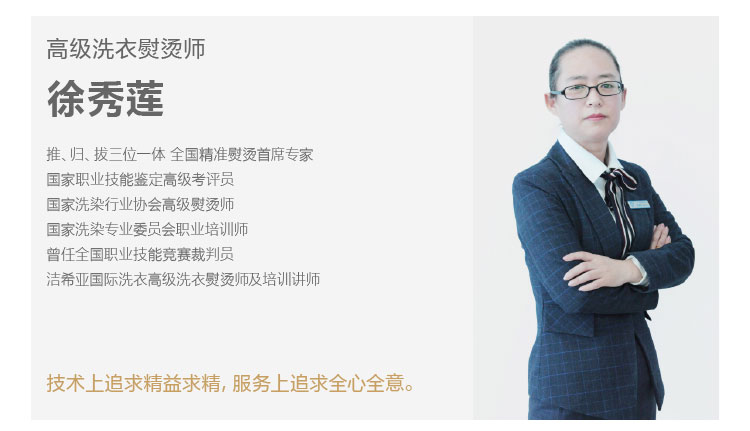 高级洗衣熨烫师
徐秀莲
推、归、拔三位一体 全国精准熨烫首席专家
国家职业技能鉴定高级考评员
国家洗染行业协会高级熨烫师
国家洗染专业委员会职业培训师
曾任全国职业技能竞赛裁判员
洁希亚国际洗衣高级洗衣熨烫师及培训讲师
技术上追求精益求精, 服务上追求全心全意。